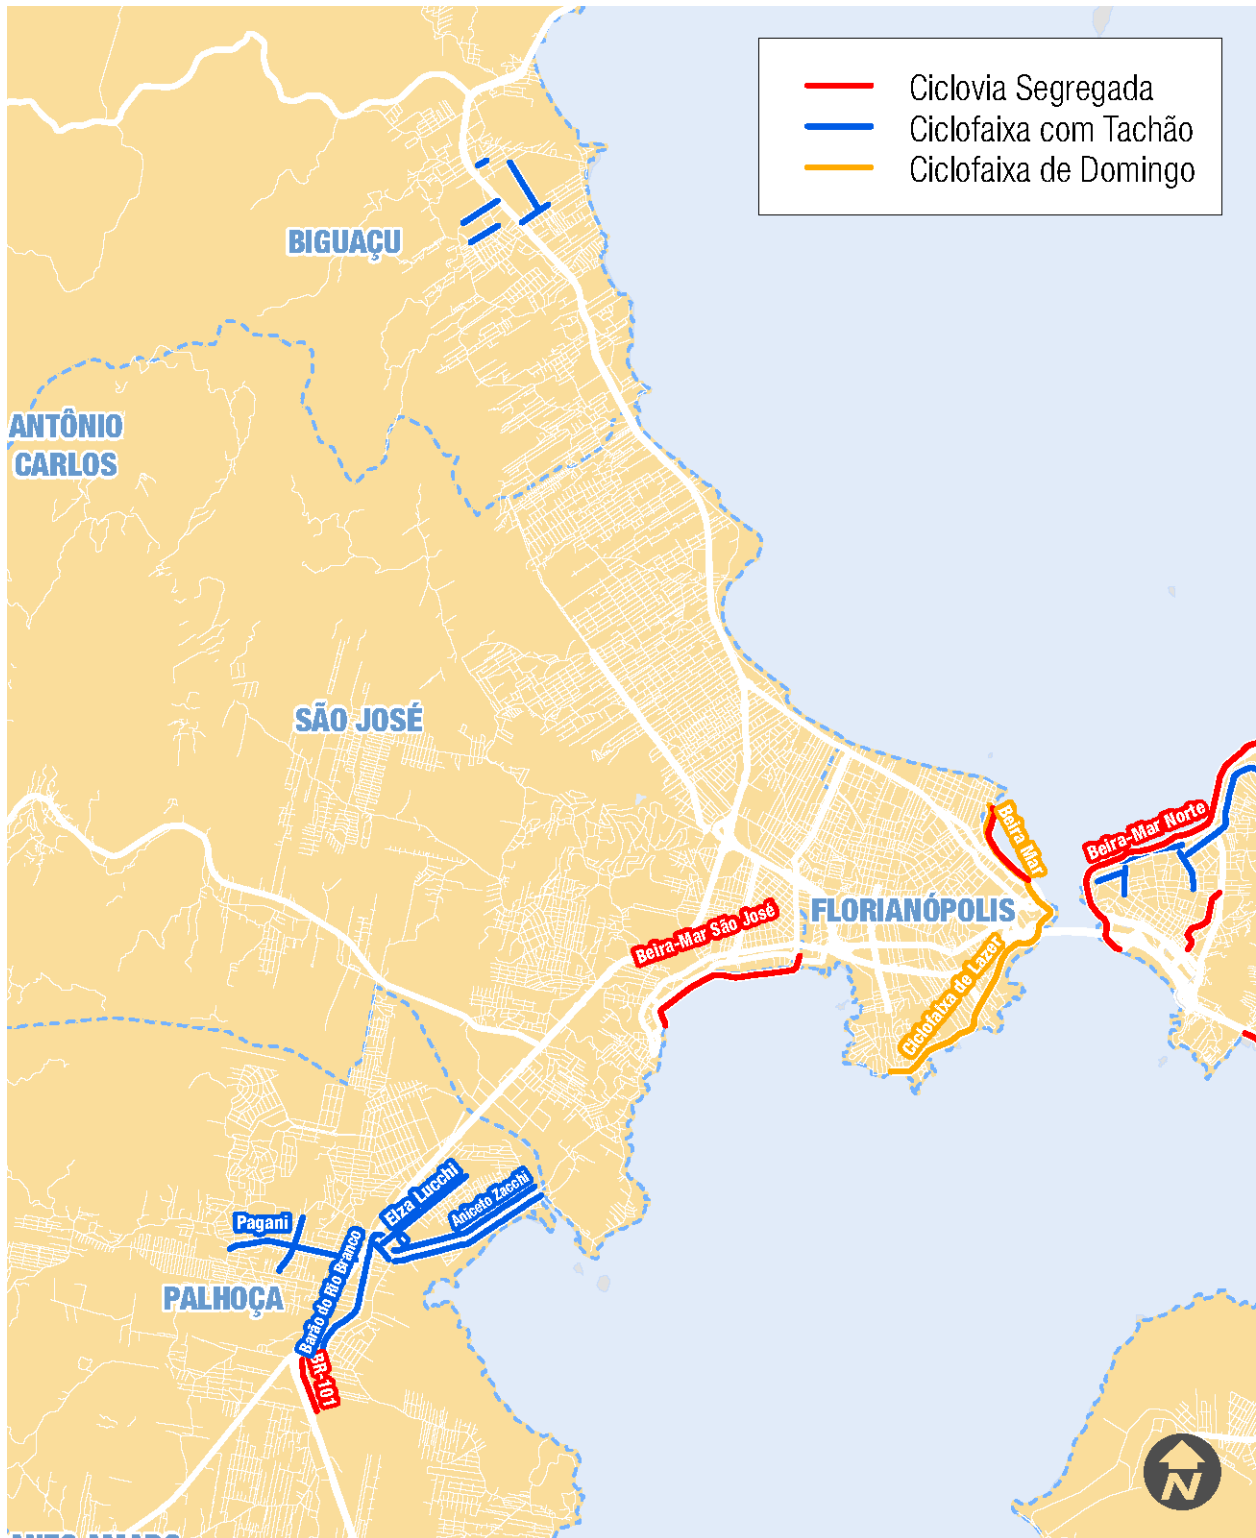 Ciclovia Segregada
Ciclofaixa com Tachão
Ciclofaixa de Domingo
BIGUAÇU
ANTÔNIO
CARLOS
SÃO JOSÉ
Beira Mar
Beira-Mar Norte
FLORIANÓPOLIS
Beira-Mar São José
Ciclofaixa de Lazer
Elza Lucchi
Aniceto Zacchi
Pagani
Barão do Rio Branco
PALHOÇA
BR-101
N